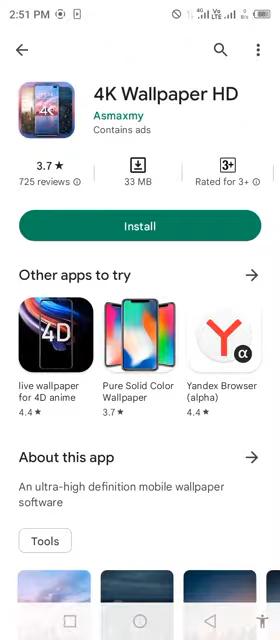 2:51 PM
4K Wallpaper HD
Asmaxmy
Contains ads
3.7★
725 reviews
33 MB
3+
Rated for 3+
Install
Other apps to try
4D
live wallpaper for 4D anime
4.4★
Pure Solid Color Wallpaper
3.7★
Yandex Browser (alpha)
4.4★
About this app
An ultra-high definition mobile wallpaper
software
Tools